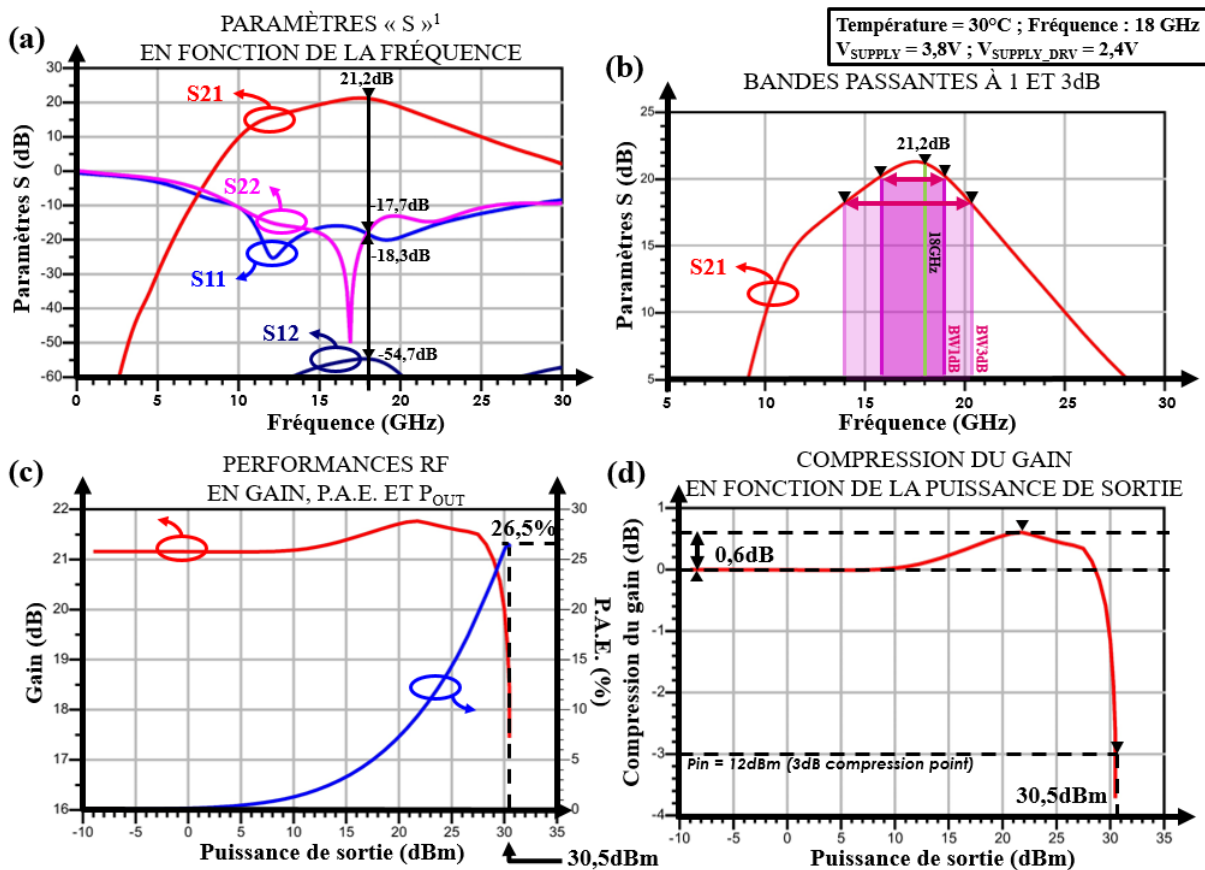 (a)
PARAMÈTRES « S »¹
EN FONCTION DE LA FRÉQUENCE
Température = 30°C ; Fréquence : 18 GHz
V_SUPPLY = 3,8V ; V_SUPPLY_DRV = 2,4V
Paramètres S (dB)
30
20
10
0
-10
-20
-30
-40
-50
-60
21,2dB
S21
S22
-17,7dB
-18,3dB
S11
S12
-54,7dB
0
5
10
15
20
25
30
Fréquence (GHz)
(b)
BANDES PASSANTES À 1 ET 3dB
Paramètres S (dB)
25
20
15
10
5
21,2dB
18GHz
S21
BW1dB
BW3dB
5
10
15
20
25
30
Fréquence (GHz)
(c)
PERFORMANCES RF
EN GAIN, P.A.E. ET P_OUT
Gain (dB)
22
21
20
19
18
17
16
26,5%
30
25
20
15
10
5
0
P.A.E. (%)
-10
-5
0
5
10
15
20
25
30
35
Puissance de sortie (dBm)
30,5dBm
(d)
COMPRESSION DU GAIN
EN FONCTION DE LA PUISSANCE DE SORTIE
Compression du gain (dB)
1
0
-1
-2
-3
-4
0,6dB
Pin = 12dBm (3dB compression point)
30,5dBm
-10
-5
0
5
10
15
20
25
30
35
Puissance de sortie (dBm)